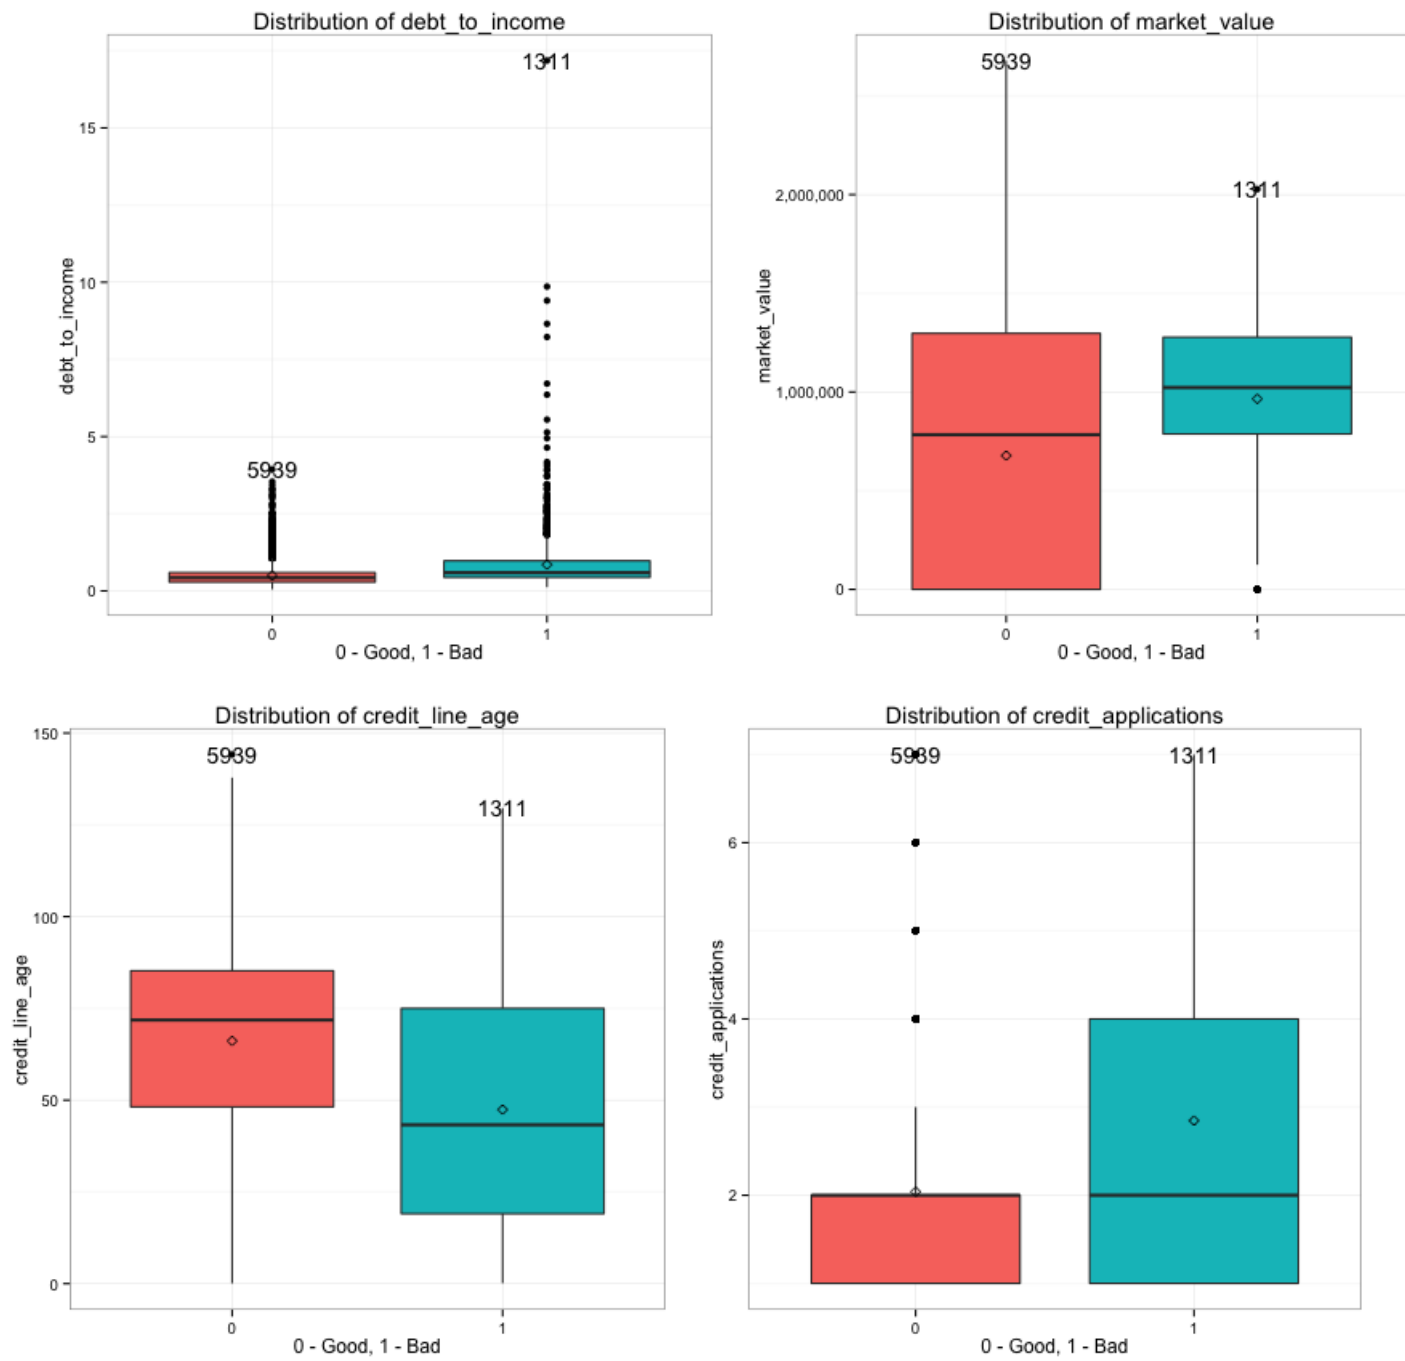 Distribution of debt_to_income
debt_to_income
15
10
5
0
1311
5939
0
1
0 - Good, 1 - Bad
Distribution of market_value
market_value
2,000,000
1,000,000
0
5939
1311
0
1
0 - Good, 1 - Bad
Distribution of credit_line_age
credit_line_age
150
100
50
0
5939
1311
0
1
0 - Good, 1 - Bad
Distribution of credit_applications
credit_applications
6
4
2
5939
1311
0
1
0 - Good, 1 - Bad